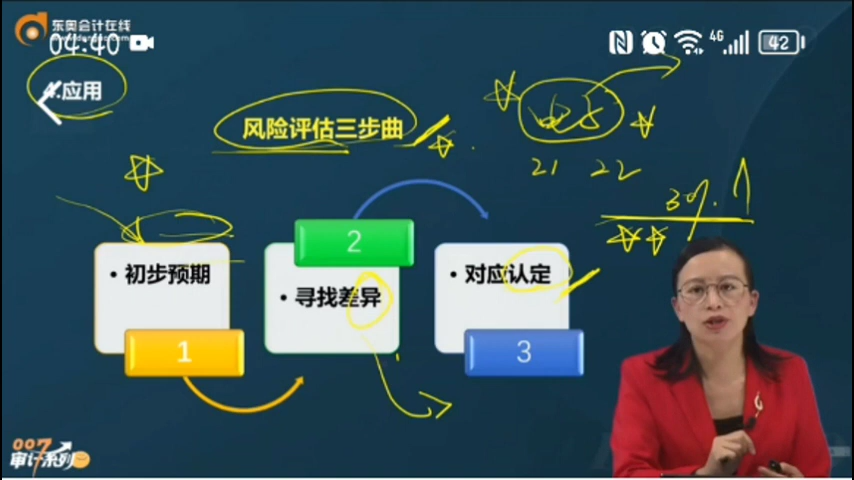 东奥会计在线
04:40
4G
42
4.应用
风险评估三步曲
21 22
30%
2
• 初步预期
• 寻找差异
• 对应认定
1
3
007
审计系列